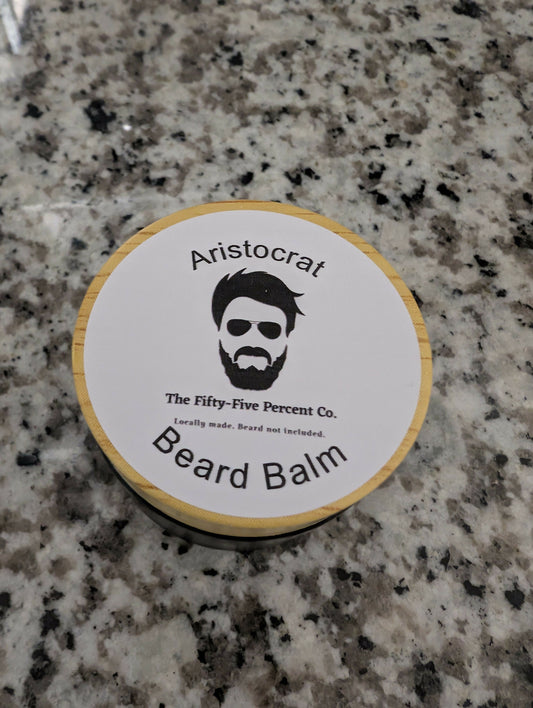 Aristocrat
The Fifty-Five Percent Co.
Locally made. Beard not included.
Beard Balm